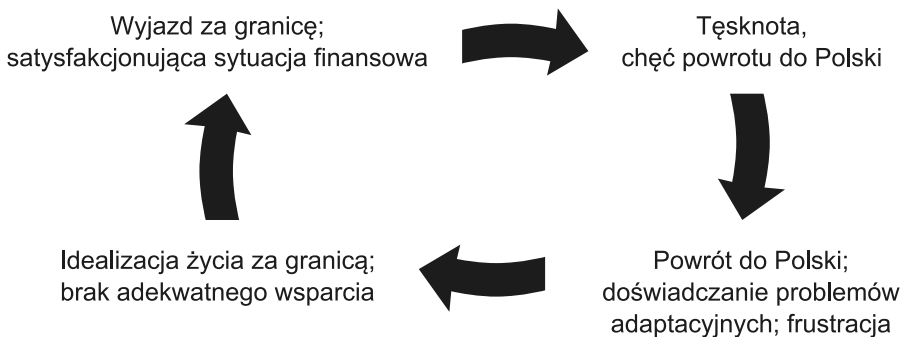 Wyjazd za granicę;
satysfakcjonująca sytuacja finansowa
Tęsknota,
chęć powrotu do Polski
Powrót do Polski;
doświadczanie problemów
adaptacyjnych; frustracja
Idealizacja życia za granicą;
brak adekwatnego wsparcia